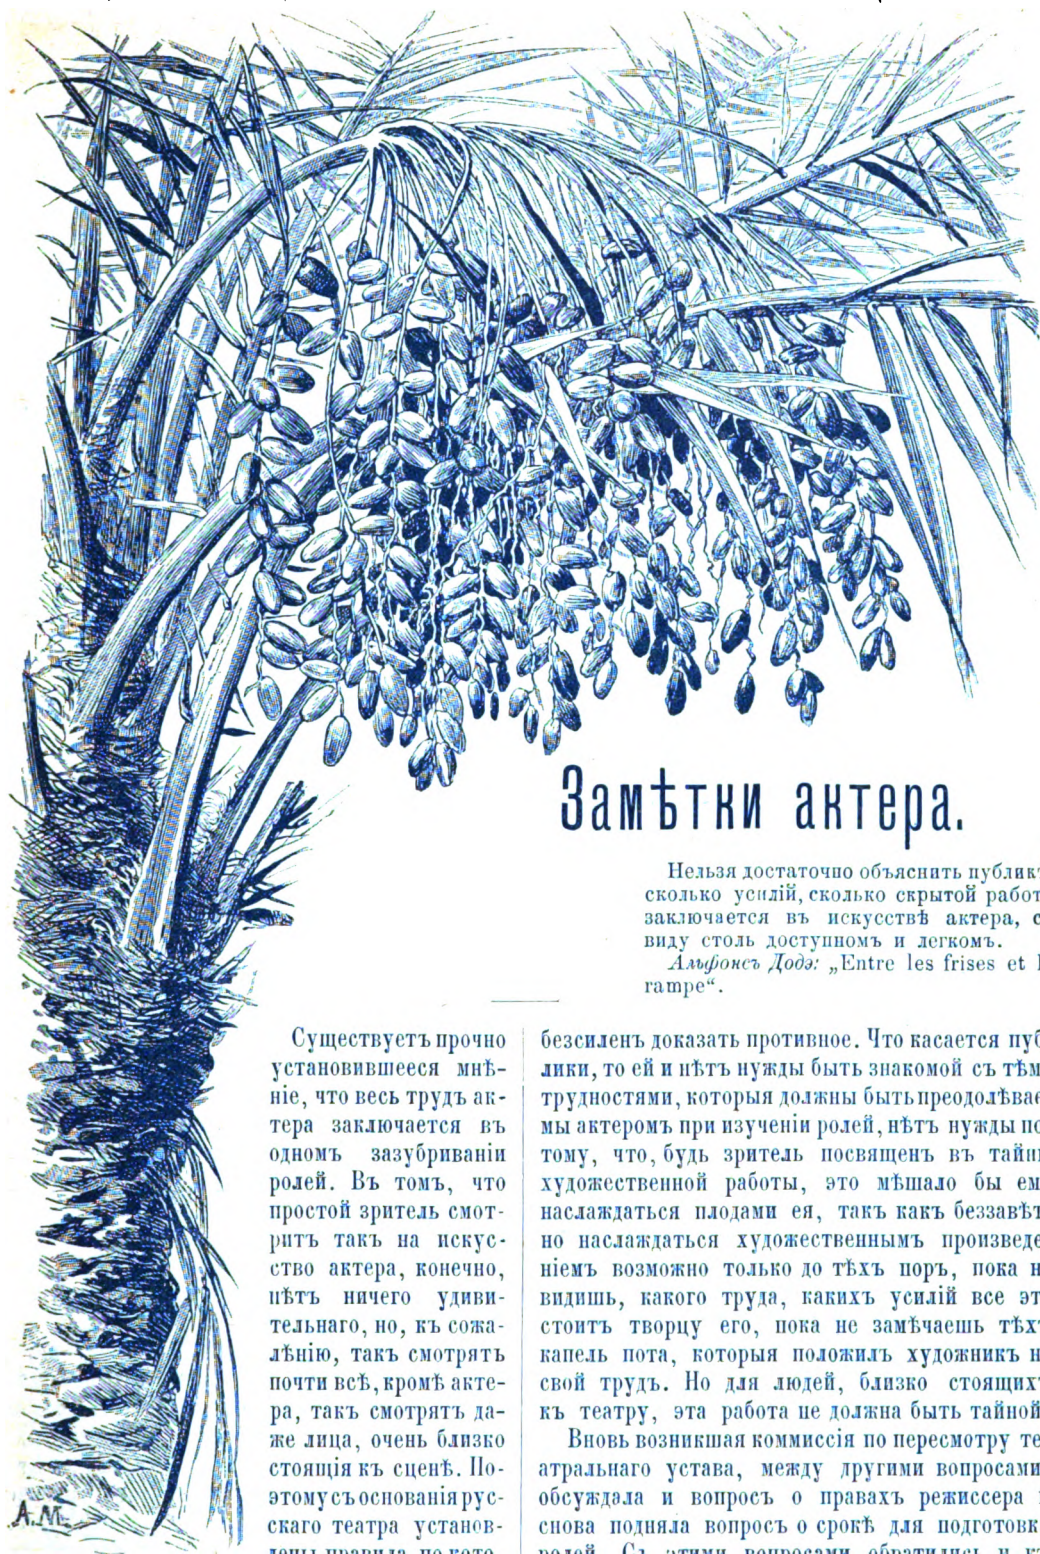 Замѣтки актера.
Нельзя достаточно объяснить
сколько усилій, сколько скрытой
заключается въ искусствѣ актера,
виду столь доступномъ и легкомъ.
Альфонсъ Додэ: „Entre les frises et
rampe“.
Существуетъ прочно
установившееся мнѣ-
ніе, что весь трудъ ак-
тера заключается въ
одномъ зазубриваніи
ролей. Въ томъ, что
простой зритель смот-
ритъ такъ на искус-
ство актера, конечно,
нѣтъ ничего удиви-
тельнаго, но, къ сожа-
лѣнію, такъ смотрятъ
почти всѣ, кромѣ акте-
ра, такъ смотрятъ да-
же лица, очень близко
стоящія къ сценѣ. По-
этому съ основанія рус-
скаго театра установ-
безсиленъ доказать противное. Что касается пуб
лики, то ей и нѣтъ нужды быть знакомой съ тѣм
трудностями, которыя должны быть преодолѣвае
мы актеромъ при изученіи ролей, нѣтъ нужды по
тому, что, будь зритель посвященъ въ
художественной работы, это мѣшало бы ем
наслаждаться плодами ея, такъ какъ беззавѣт
но наслаждаться художественнымъ произведе
ніемъ возможно только до тѣхъ поръ, пока н
видишь, какого труда, какихъ усилій все эт
стоитъ творцу его, пока не замѣчаешь тѣх
капель пота, которыя положилъ художникъ н
свой трудъ. Но для людей, близко стоящих
къ театру, эта работа не должна быть тайной
Вновь возникшая коммиссія по пересмотру те
атральнаго устава, между другими вопросами
обсуждала и вопросъ о правахъ режиссера
снова подняла вопросъ о срокѣ для подготовк
А.М.